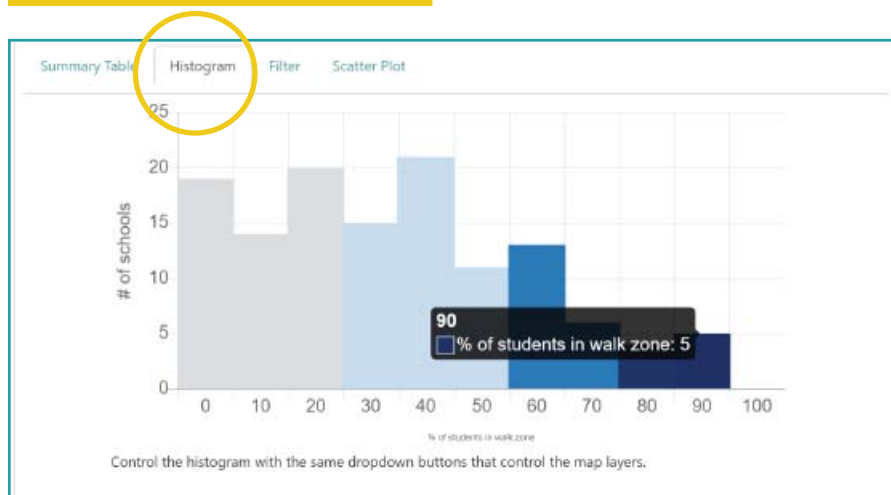 Summary Table Histogram Filter Scatter Plot
25
20
15
10
5
0
# of schools
90
% of students in walk zone: 5
0 10 20 30 40 50 60 70 80 90 100
% of students in walk zone
Control the histogram with the same dropdown buttons that control the map layers.